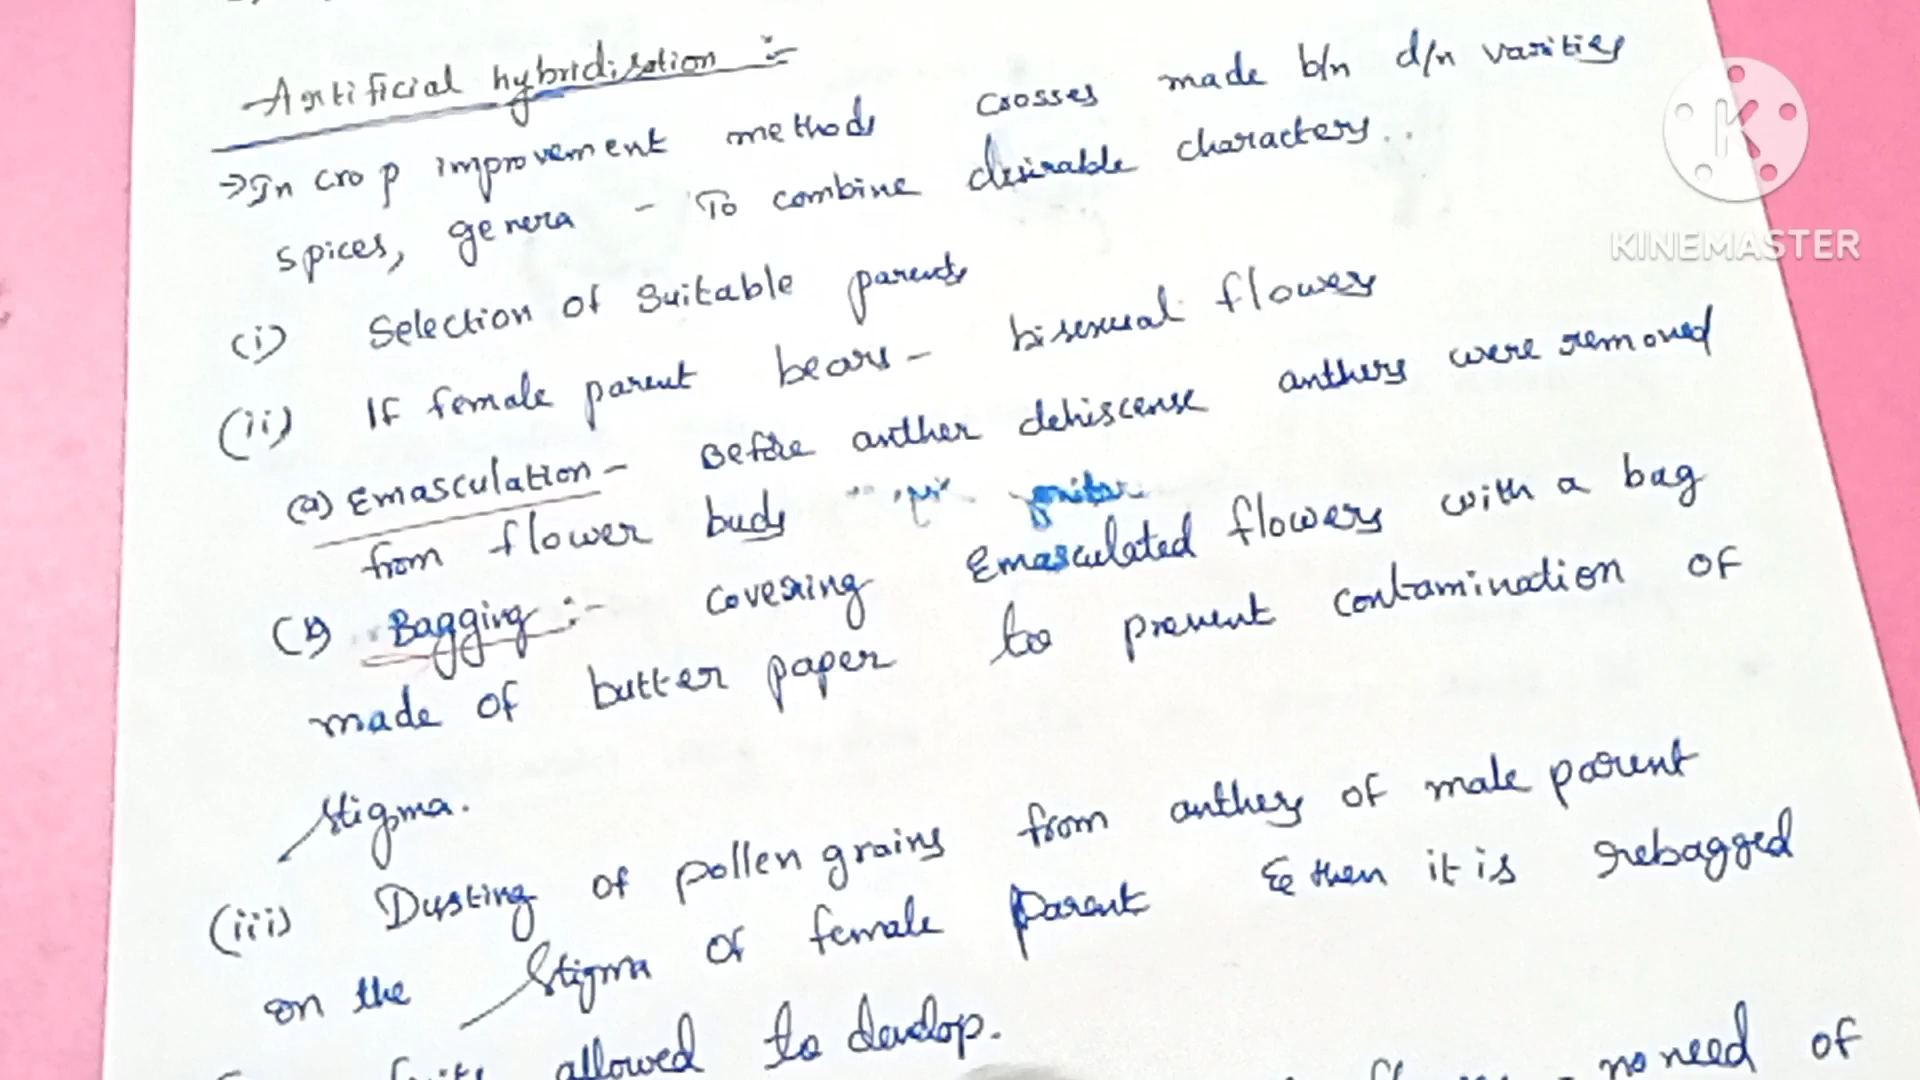 Artificial hybridisation :-
→ In crop improvement methods crosses made b/n d/n varities
spices, genera - To combine desirable characters..
(i) Selection of suitable parents
(ii) If female parent bears - bisexual flowers
(a) Emasculation - Before anther dehiscense anthers were removed
from flower buds
(b) Bagging :- covering Emasculated flowers with a bag
made of butter paper to prevent contamination of
stigma.
(iii) Dusting of pollen grains from anthers of male parent
on the stigma of female parent & then it is rebagged
allowed to develop.
no need of
KINEMASTER